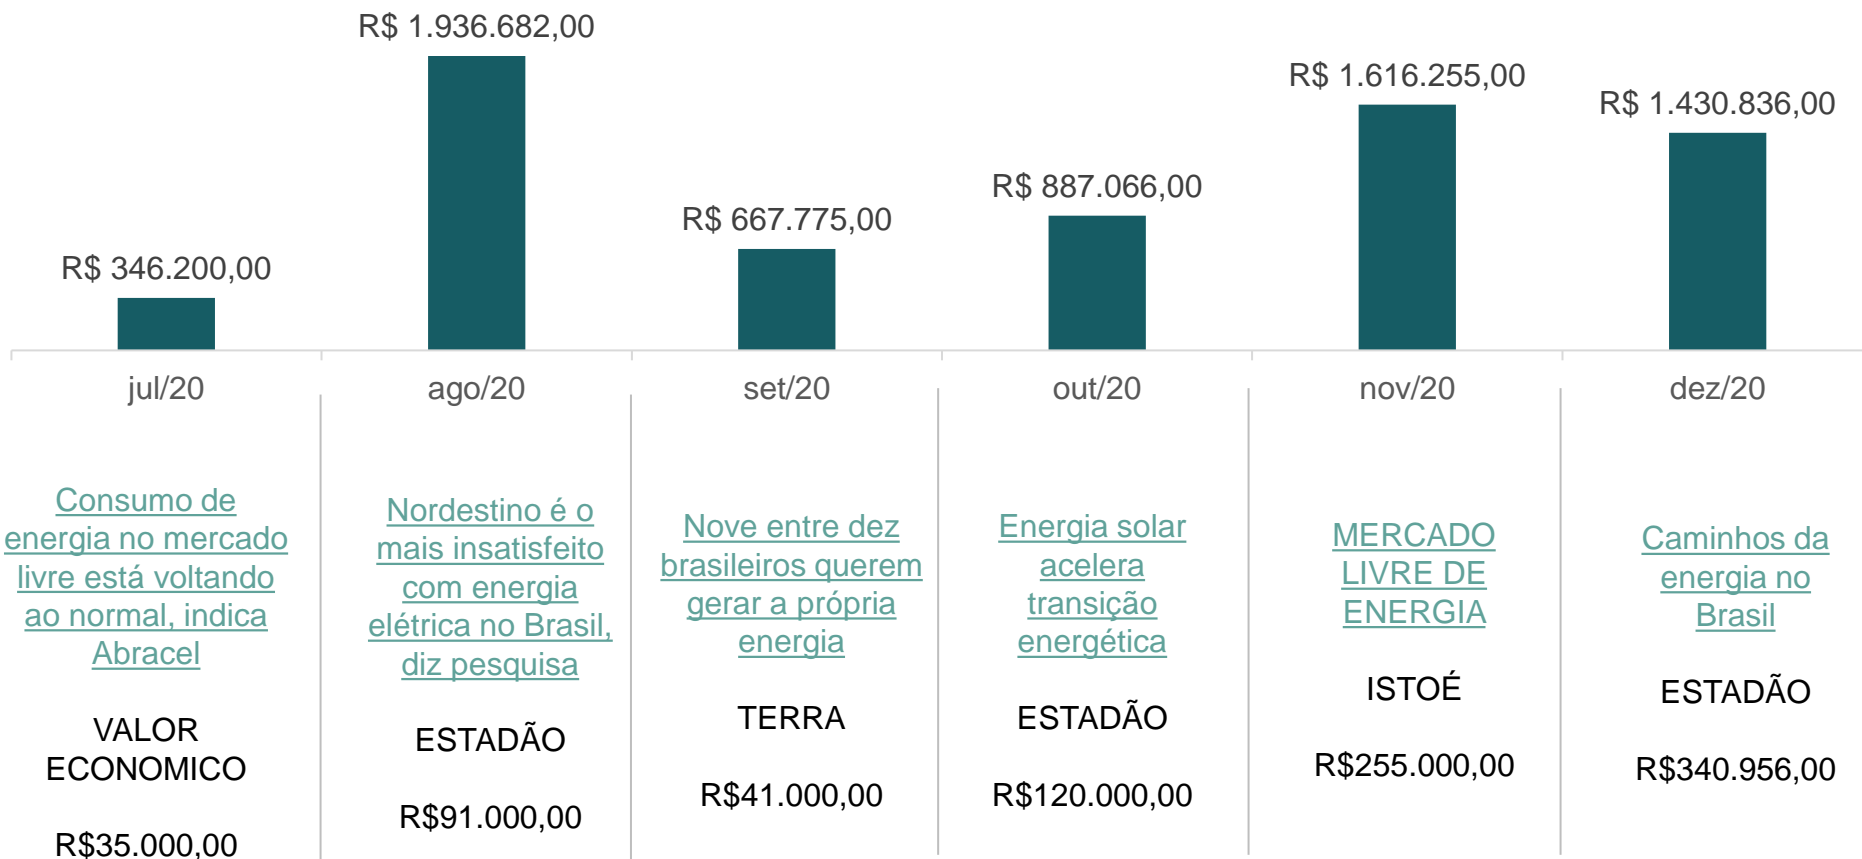 R$ 346.200,00
R$ 1.936.682,00
R$ 667.775,00
R$ 887.066,00
R$ 1.616.255,00
R$ 1.430.836,00
jul/20
ago/20
set/20
out/20
nov/20
dez/20
Consumo de
energia no mercado
livre está voltando
ao normal, indica
Abracel
VALOR
ECONOMICO
R$35.000,00
Nordestino é o
mais insatisfeito
com energia
elétrica no Brasil,
diz pesquisa
ESTADÃO
R$91.000,00
Nove entre dez
brasileiros querem
gerar a própria
energia
TERRA
R$41.000,00
Energia solar
acelera
transição
energética
ESTADÃO
R$120.000,00
MERCADO
LIVRE DE
ENERGIA
ISTOÉ
R$255.000,00
Caminhos da
energia no
Brasil
ESTADÃO
R$340.956,00